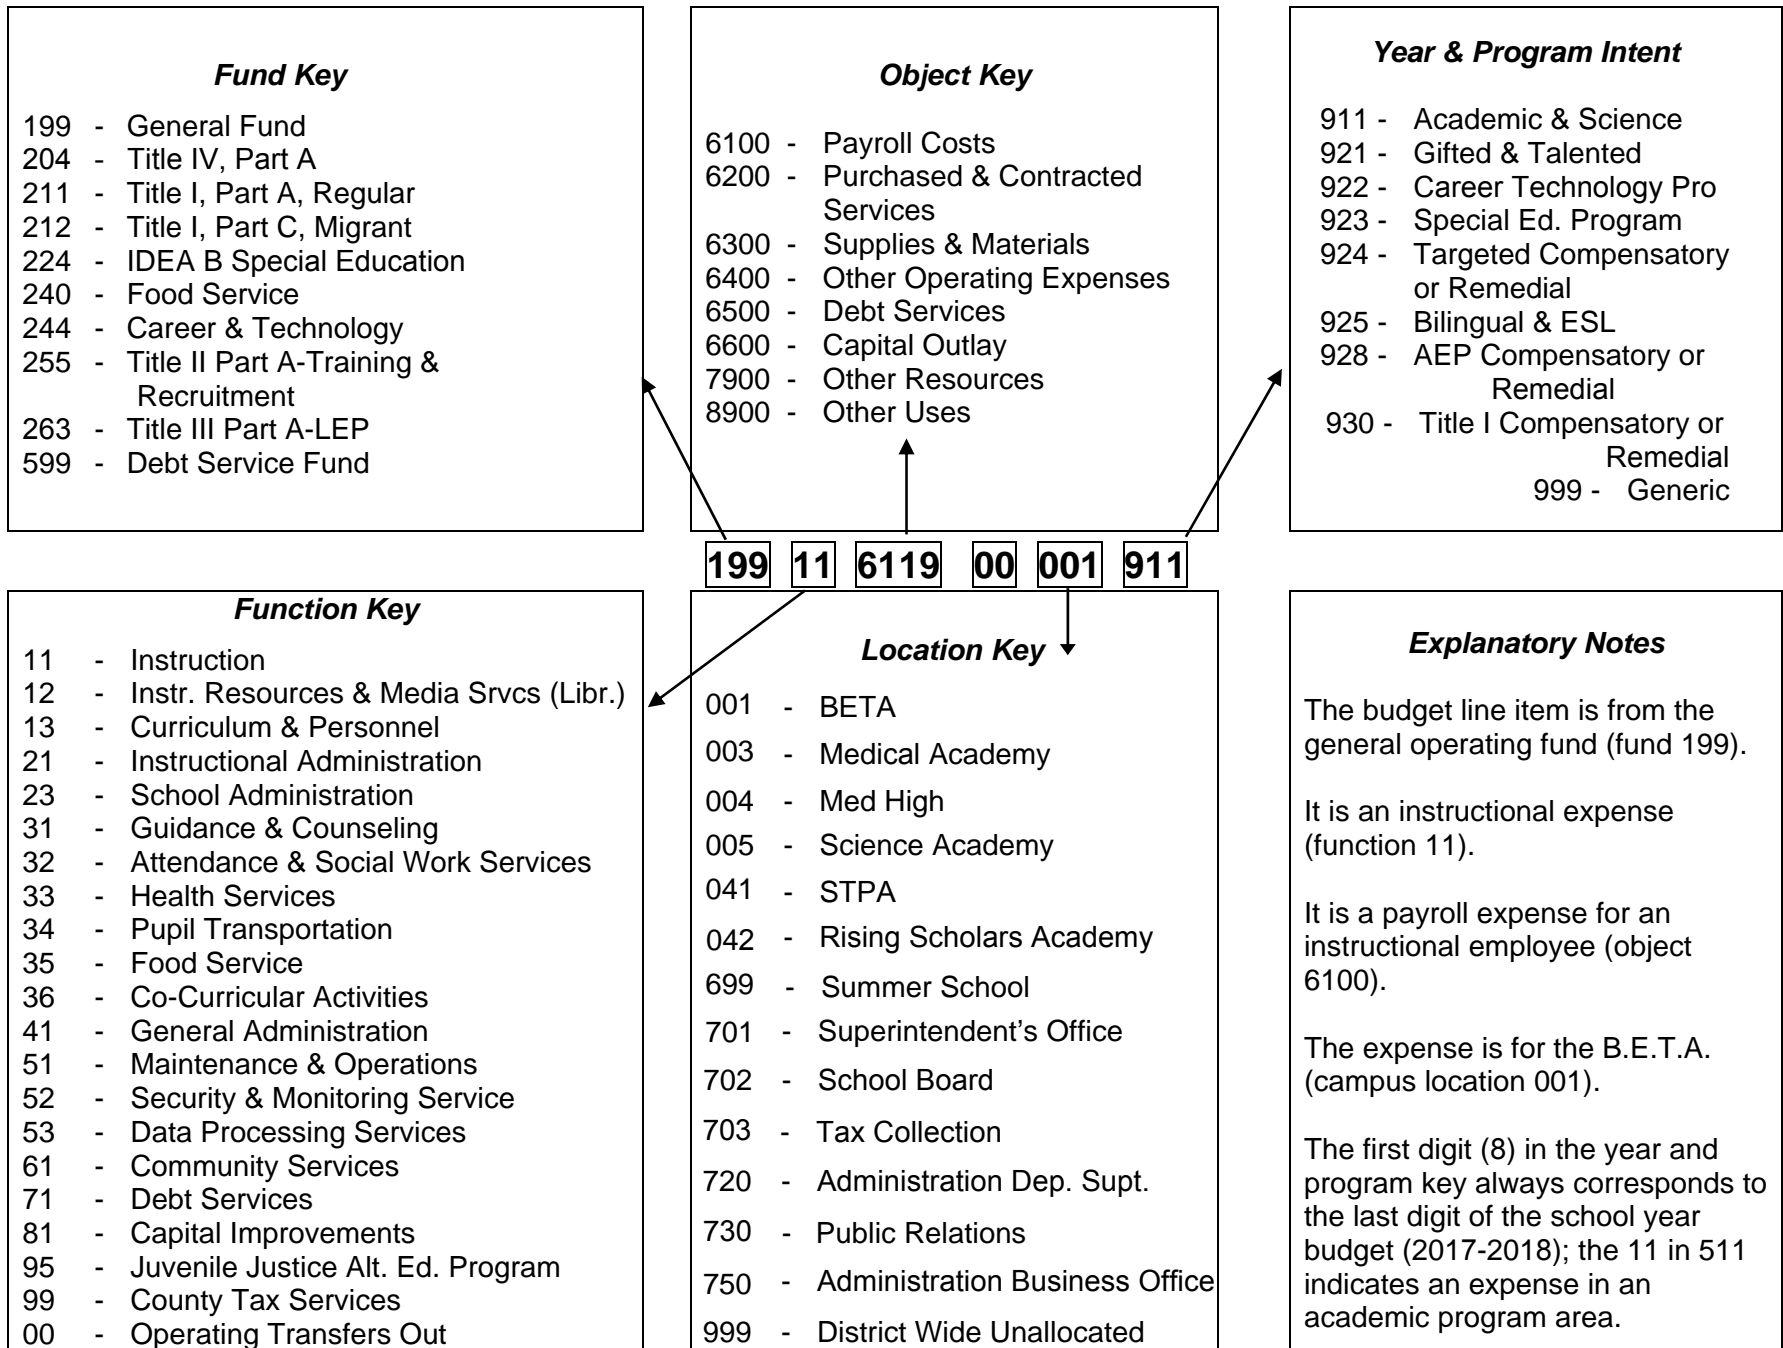 Fund Key
199 - General Fund
204 - Title IV, Part A
211 - Title I, Part A, Regular
212 - Title I, Part C, Migrant
224 - IDEA B Special Education
240 - Food Service
244 - Career & Technology
255 - Title II Part A-Training &
Recruitment
263 - Title III Part A-LEP
599 - Debt Service Fund
Object Key
6100 - Payroll Costs
6200 - Purchased & Contracted
Services
6300 - Supplies & Materials
6400 - Other Operating Expenses
6500 - Debt Services
6600 - Capital Outlay
7900 - Other Resources
8900 - Other Uses
Year & Program Intent
911 - Academic & Science
921 - Gifted & Talented
922 - Career Technology Pro
923 - Special Ed. Program
924 - Targeted Compensatory
or Remedial
925 - Bilingual & ESL
928 - AEP Compensatory or
Remedial
930 - Title I Compensatory or
Remedial
999 - Generic
199 11 6119 00 001 911
Function Key
11 - Instruction
12 - Instr. Resources & Media Srvcs (Libr.)
13 - Curriculum & Personnel
21 - Instructional Administration
23 - School Administration
31 - Guidance & Counseling
32 - Attendance & Social Work Services
33 - Health Services
34 - Pupil Transportation
35 - Food Service
36 - Co-Curricular Activities
41 - General Administration
51 - Maintenance & Operations
52 - Security & Monitoring Service
53 - Data Processing Services
61 - Community Services
71 - Debt Services
81 - Capital Improvements
95 - Juvenile Justice Alt. Ed. Program
99 - County Tax Services
00 - Operating Transfers Out
Location Key
001 - BETA
003 - Medical Academy
004 - Med High
005 - Science Academy
041 - STPA
042 - Rising Scholars Academy
699 - Summer School
701 - Superintendent's Office
702 - School Board
703 - Tax Collection
720 - Administration Dep. Supt.
730 - Public Relations
750 - Administration Business Office
999 - District Wide Unallocated
Explanatory Notes
The budget line item is from the
general operating fund (fund 199).
It is an instructional expense
(function 11).
It is a payroll expense for an
instructional employee (object
6100).
The expense is for the B.E.T.A.
(campus location 001).
The first digit (8) in the year and
program key always corresponds to
the last digit of the school year
budget (2017-2018); the 11 in 511
indicates an expense in an
academic program area.